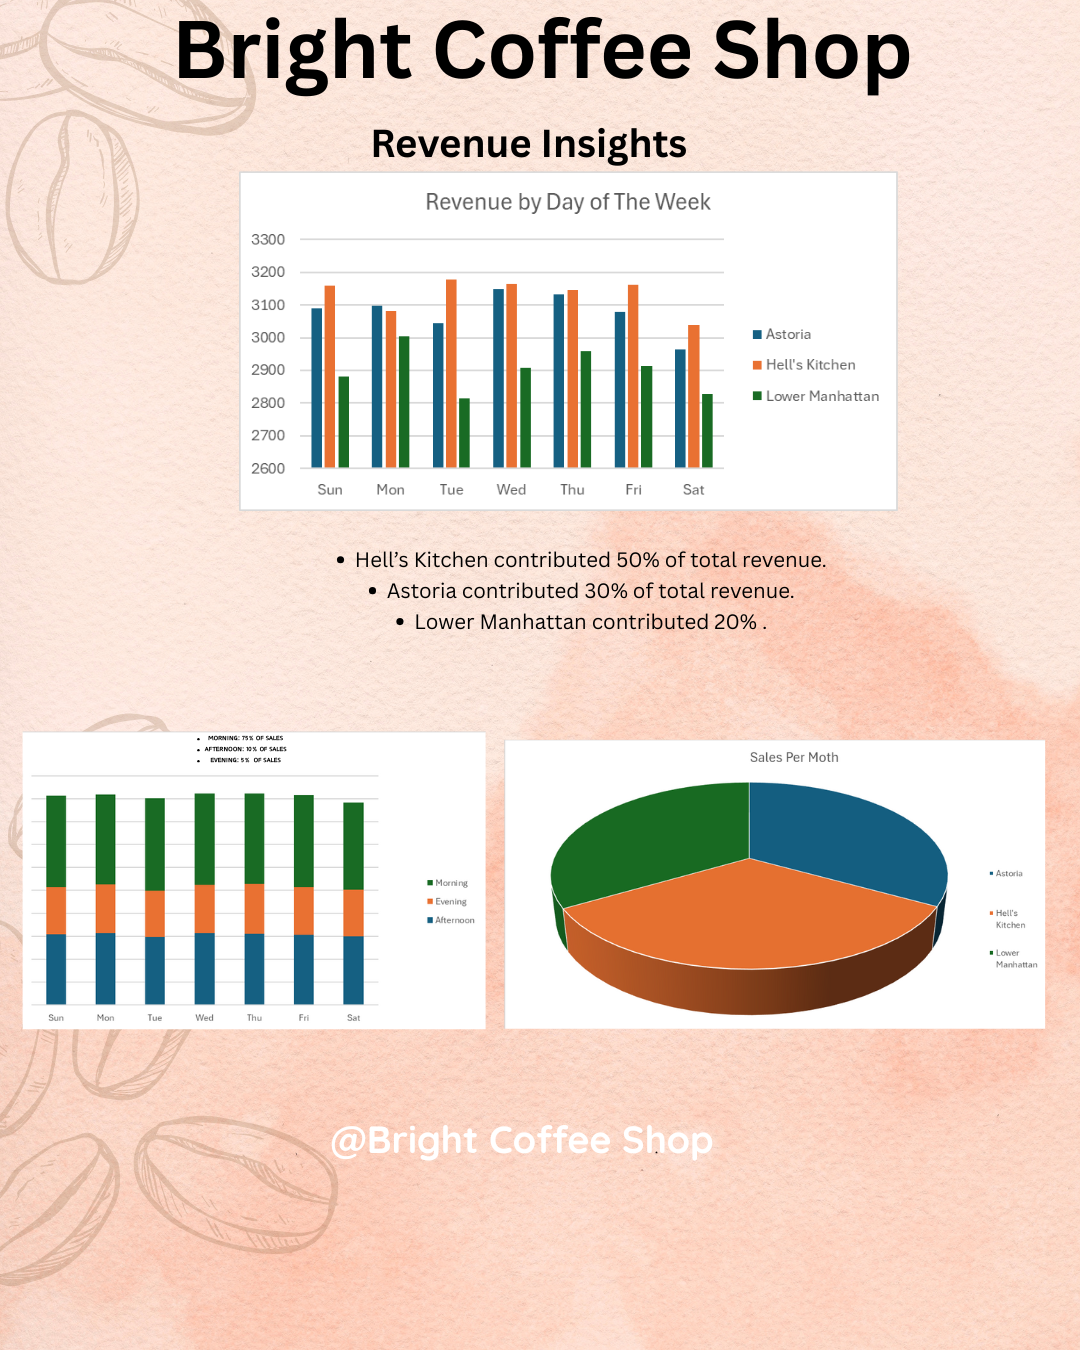 Bright Coffee Shop
Revenue Insights
Revenue by Day of The Week
3300
3200
3100
3000
2900
2800
2700
2600
Sun Mon Tue Wed Thu Fri Sat
Astoria
Hell's Kitchen
Lower Manhattan
• Hell’s Kitchen contributed 50% of total revenue.
• Astoria contributed 30% of total revenue.
• Lower Manhattan contributed 20% .
• MORNING: 75% OF SALES
• AFTERNOON: 10% OF SALES
• EVENING: 5% OF SALES
Morning
Evening
Afternoon
Sun Mon Tue Wed Thu Fri Sat
Sales Per Moth
Astoria
Hell's
Kitchen
Lower
Manhattan
@Bright Coffee Shop